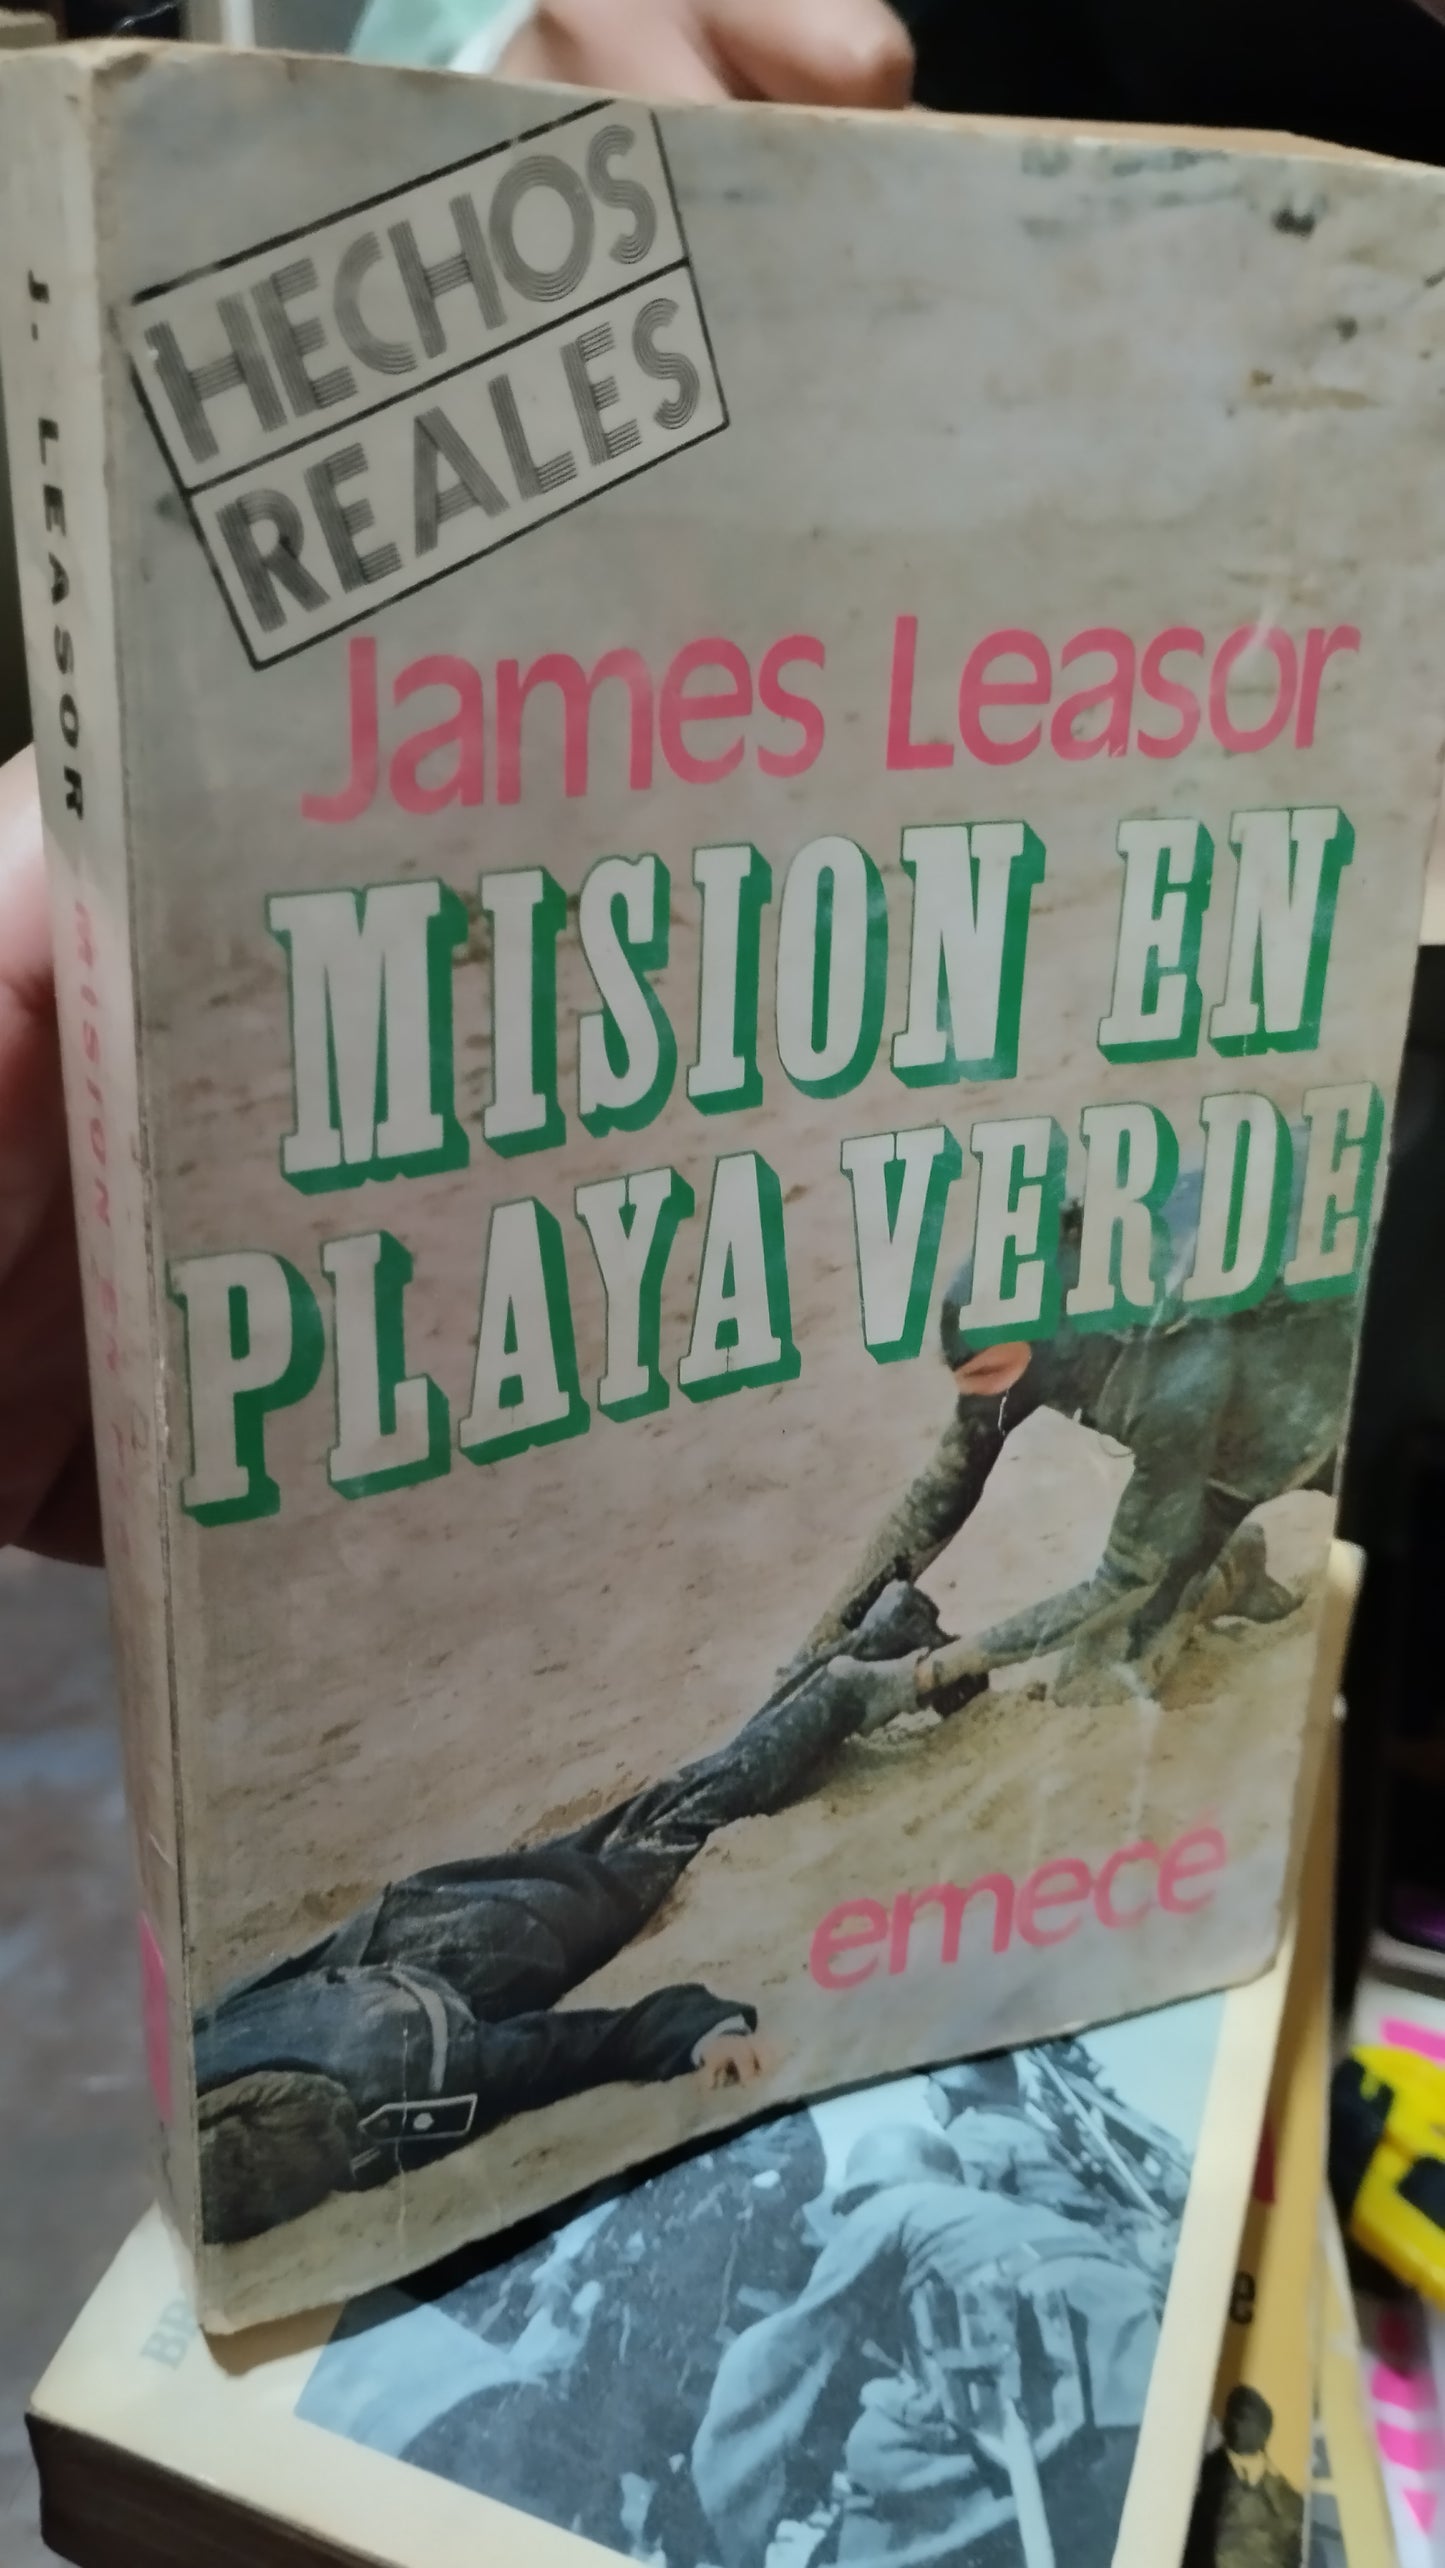 HECHOS
REALES
James Leasor
MISION EN
PLAYA VERDE
emecé
J. LEASOR MISION EN